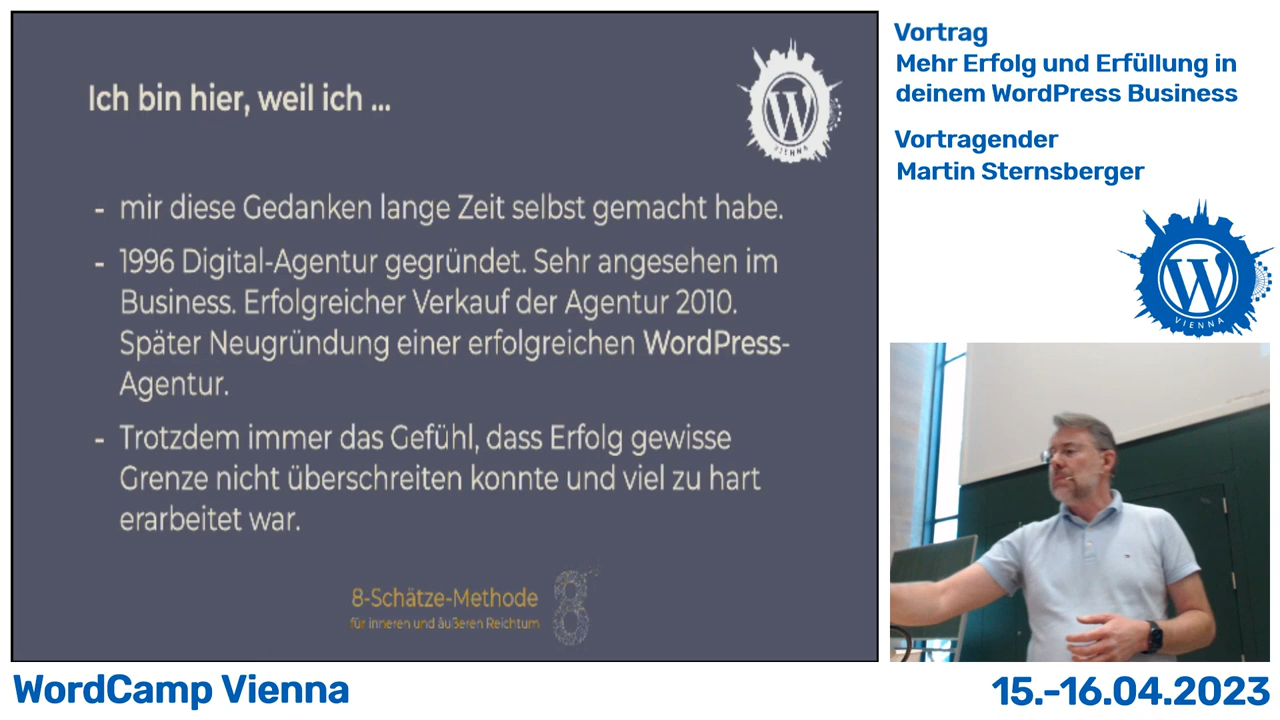 Ich bin hier, weil ich ...
VIENNA
- mir diese Gedanken lange Zeit selbst gemacht habe.
- 1996 Digital-Agentur gegründet. Sehr angesehen im
Business. Erfolgreicher Verkauf der Agentur 2010.
Später Neugründung einer erfolgreichen WordPress-
Agentur.
- Trotzdem immer das Gefühl, dass Erfolg gewisse
Grenze nicht überschreiten konnte und viel zu hart
erarbeitet war.
8-Schätze-Methode
für inneren und äußeren Reichtum
8
Vortrag
Mehr Erfolg und Erfüllung in
deinem WordPress Business
Vortragender
Martin Sternsberger
W
VIENNA
WordCamp Vienna
15.-16.04.2023